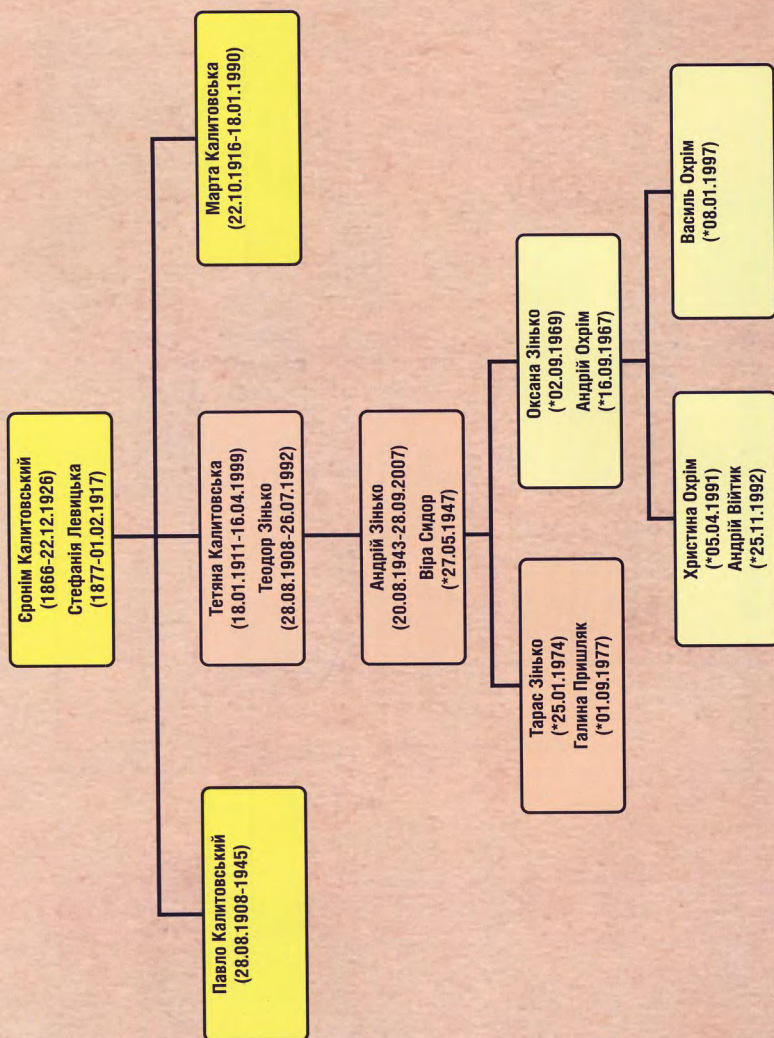 Єронім Калитовський
(1866-22.12.1926)
Стефанія Левицька
(1877-01.02.1917)
Павло Калитовський
(28.08.1908-1945)
Тетяна Калитовська
(18.01.1911-16.04.1999)
Теодор Зінько
(28.08.1908-26.07.1992)
Марта Калитовська
(22.10.1916-18.01.1990)
Андрій Зінько
(20.08.1943-28.09.2007)
Віра Сидор
(*27.05.1947)
Тарас Зінько
(*25.01.1974)
Галина Пришляк
(*01.09.1977)
Оксана Зінько
(*02.09.1969)
Андрій Охрім
(*16.09.1967)
Христина Охрім
(*05.04.1991)
Андрій Війтик
(*25.11.1992)
Василь Охрім
(*08.01.1997)